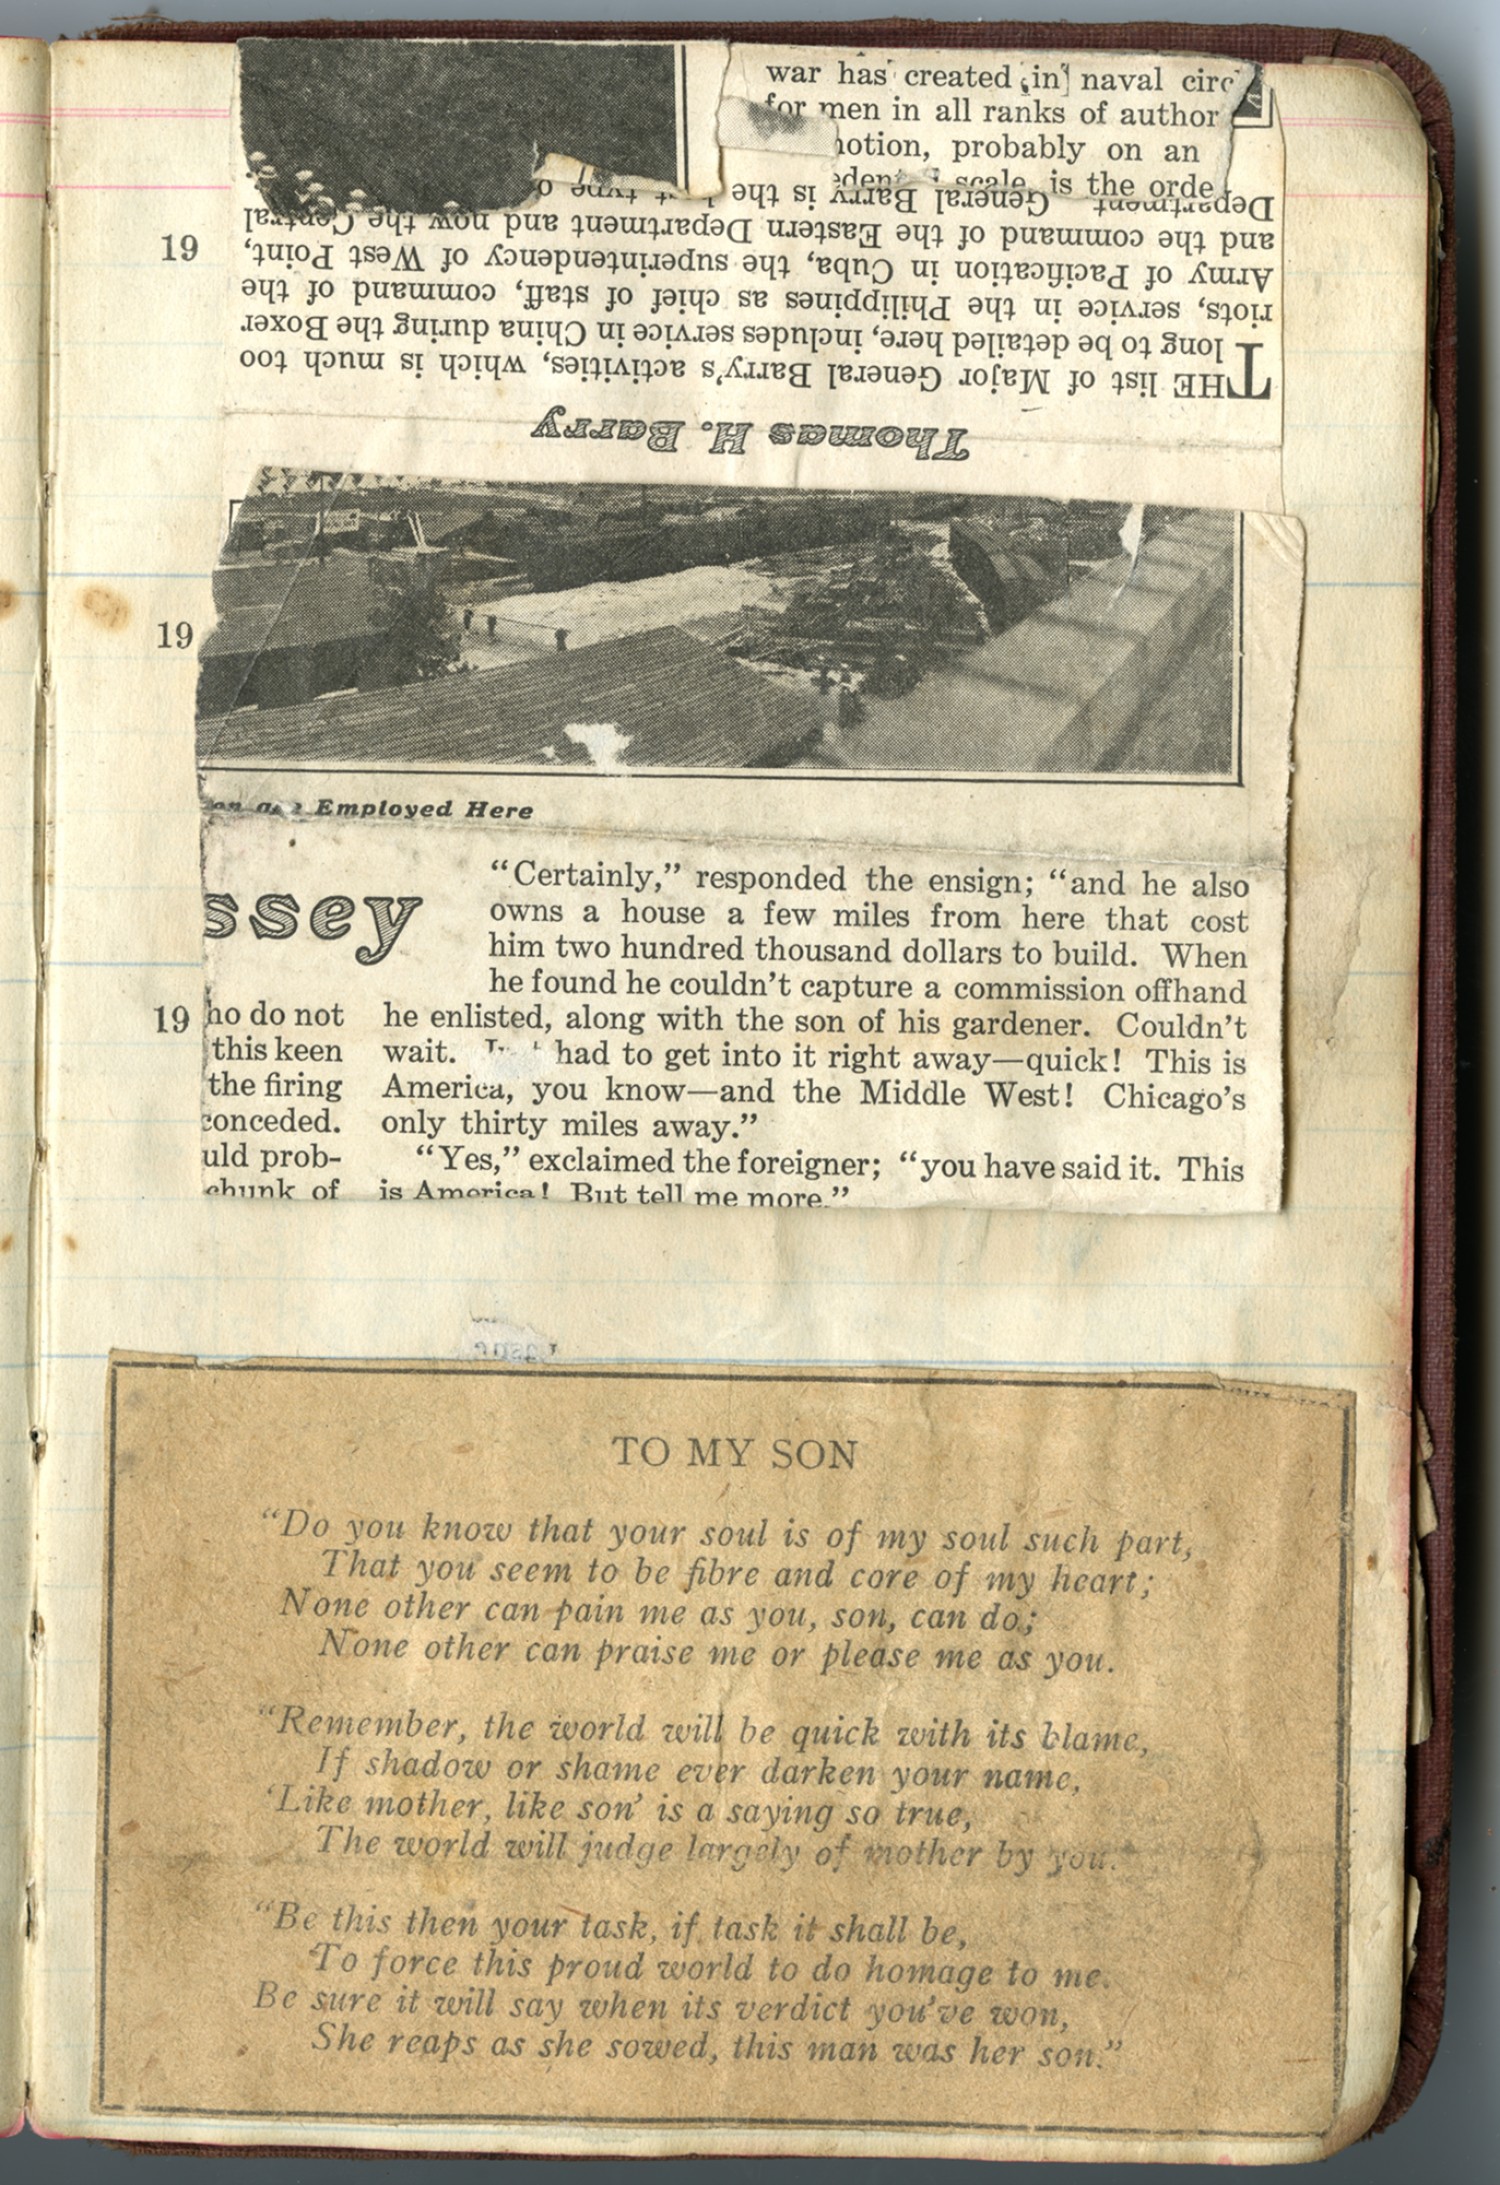 war has created in naval circ
for men in all ranks of author
notion, probably on an
scale, is the orde
Department General Barry is the type o
and the command of the Eastern Department and now the Central
Army of Pacification in Cuba, the superintendency of West Point,
riots, service in the Philippines as chief of staff, command of the
long to be detailed here, includes service in China during the Boxer
THE list of Major General Barry's activities, which is much too
Thomas H. Barry
19
19
Employed Here
ssey
"Certainly," responded the ensign; "and he also
owns a house a few miles from here that cost
him two hundred thousand dollars to build. When
he found he couldn't capture a commission offhand
19
ho do not
this keen
the firing
conceded.
uld prob-
chunk of
he enlisted, along with the son of his gardener. Couldn't
wait. had to get into it right away—quick! This is
America, you know—and the Middle West! Chicago's
only thirty miles away."
"Yes," exclaimed the foreigner; "you have said it. This
is America! But tell me more."
TO MY SON
"Do you know that your soul is of my soul such part,
That you seem to be fibre and core of my heart;
None other can pain me as you, son, can do;
None other can praise me or please me as you.
"Remember, the world will be quick with its blame,
If shadow or shame ever darken your name,
'Like mother, like son' is a saying so true,
The world will judge largely of mother by you.
"Be this then your task, if task it shall be,
To force this proud world to do homage to me.
Be sure it will say when its verdict you've won,
She reaps as she sowed, this man was her son."